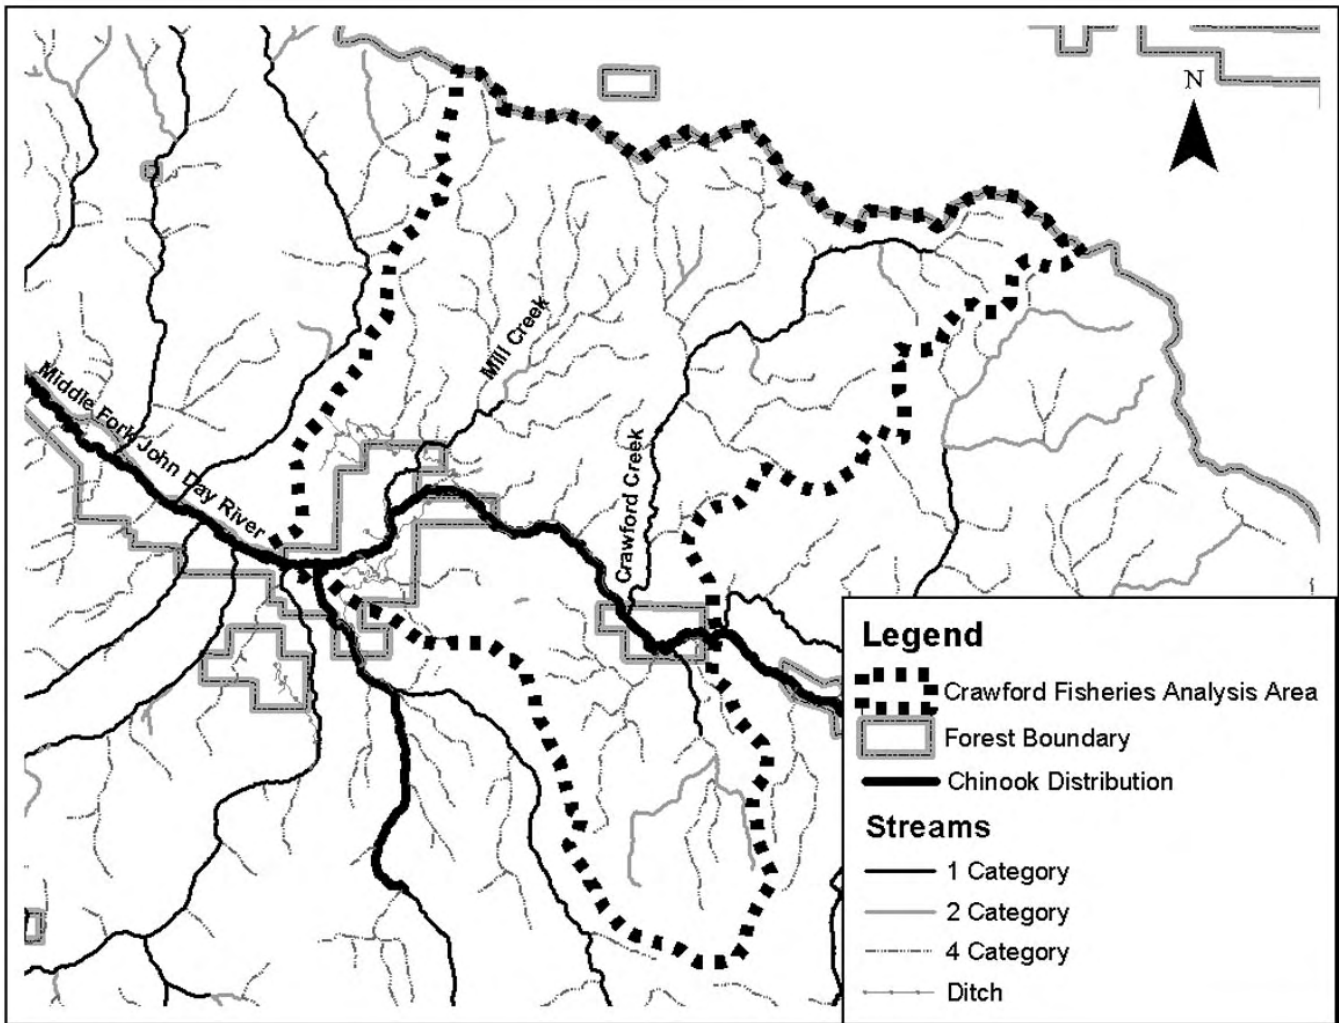 N
Mill Creek
Middle Fork John Day River
Crawford Creek
Legend
Crawford Fisheries Analysis Area
Forest Boundary
Chinook Distribution
Streams
1 Category
2 Category
4 Category
Ditch